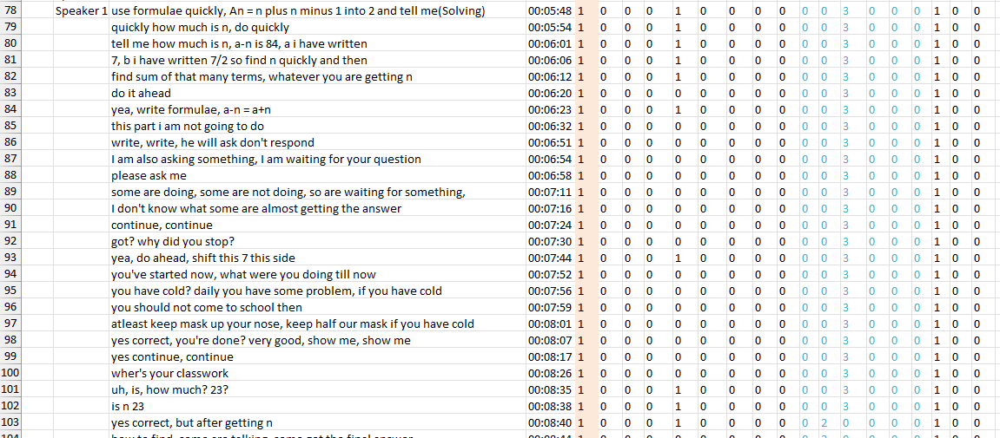 78 Speaker 1 use formulae quickly, An = n plus n minus 1 into 2 and tell me(Solving) 00:05:48 1 0 0 0 1 0 0 0 0 0 0 3 0 0 0 1 0 0
79 quickly how much is n, do quickly 00:05:54 1 0 0 0 1 0 0 0 0 0 0 3 0 0 0 1 0 0
80 tell me how much is n, a-n is 84, a i have written 00:06:01 1 0 0 0 1 0 0 0 0 0 0 3 0 0 0 1 0 0
81 7, b i have written 7/2 so find n quickly and then 00:06:06 1 0 0 0 1 0 0 0 0 0 0 3 0 0 0 1 0 0
82 find sum of that many terms, whatever you are getting n 00:06:12 1 0 0 0 1 0 0 0 0 0 0 3 0 0 0 1 0 0
83 do it ahead 00:06:20 1 0 0 0 0 0 0 0 0 0 0 3 0 0 0 1 0 0
84 yea, write formulae, a-n = a+n 00:06:23 1 0 0 0 1 0 0 0 0 0 0 3 0 0 0 1 0 0
85 this part i am not going to do 00:06:32 1 0 0 0 0 0 0 0 0 0 0 3 0 0 0 1 0 0
86 write, write, he will ask don't respond 00:06:51 1 0 0 0 0 0 0 0 0 0 0 3 0 0 0 1 0 0
87 I am also asking something, I am waiting for your question 00:06:54 1 0 0 0 0 0 0 0 0 0 0 3 0 0 0 1 0 0
88 please ask me 00:06:58 1 0 0 0 0 0 0 0 0 0 0 3 0 0 0 1 0 0
89 some are doing, some are not doing, so are waiting for something, 00:07:11 1 0 0 0 0 0 0 0 0 0 0 3 0 0 0 1 0 0
90 I don't know what some are almost getting the answer 00:07:16 1 0 0 0 0 0 0 0 0 0 0 3 0 0 0 1 0 0
91 continue, continue 00:07:24 1 0 0 0 0 0 0 0 0 0 0 3 0 0 0 1 0 0
92 got? why did you stop? 00:07:30 1 0 0 0 0 0 0 0 0 0 0 3 0 0 0 1 0 0
93 yea, do ahead, shift this 7 this side 00:07:44 1 0 0 0 1 0 0 0 0 0 0 3 0 0 0 1 0 0
94 you've started now, what were you doing till now 00:07:52 1 0 0 0 0 0 0 0 0 0 0 3 0 0 0 1 0 0
95 you have cold? daily you have some problem, if you have cold 00:07:56 1 0 0 0 0 0 0 0 0 0 0 3 0 0 0 1 0 0
96 you should not come to school then 00:07:59 1 0 0 0 0 0 0 0 0 0 0 3 0 0 0 1 0 0
97 atleast keep mask up your nose, keep half our mask if you have cold 00:08:01 1 0 0 0 0 0 0 0 0 0 0 3 0 0 0 1 0 0
98 yes correct, you're done? very good, show me, show me 00:08:07 1 0 0 0 0 0 0 0 0 0 0 3 0 0 0 1 0 0
99 yes continue, continue 00:08:17 1 0 0 0 0 0 0 0 0 0 0 3 0 0 0 1 0 0
100 wher's your classwork 00:08:26 1 0 0 0 0 0 0 0 0 0 0 3 0 0 0 1 0 0
101 uh, is, how much? 23? 00:08:35 1 0 0 0 1 0 0 0 0 0 0 3 0 0 0 1 0 0
102 is n 23 00:08:38 1 0 0 0 1 0 0 0 0 0 0 3 0 0 0 1 0 0
103 yes correct, but after getting n 00:08:40 1 0 0 0 1 0 0 0 0 0 2 0 0 0 0 1 0 0